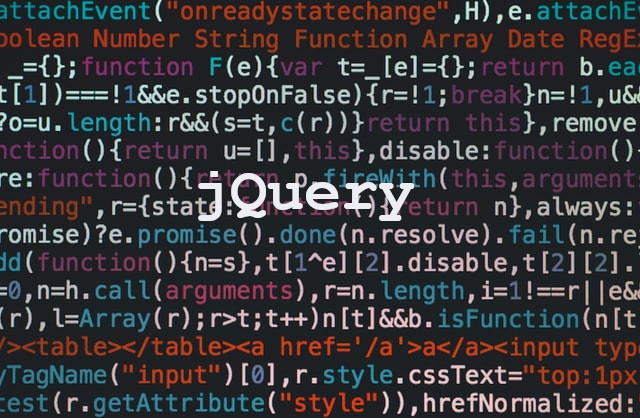 attachEvent("onreadystatechange",H),e.attachE
oolean Number String Function Array Date RegE
_={};function F(e){var t=_[e]={};return b.ea
t[1])===!1&&e.stopOnFalse){r=!1;break}n=!1,u&
?o=u.length:r&&(s=t,c(r))}return this},remove
nction(){return u=[],this},disable:function()
re:function(){return p.fireWith(this,arguments
jQuery
ending",r={state:function(){return n},always:
romise)?e.promise().done(n.resolve).fail(n.re
dd(function(){n=s},t[1^e][2].disable,t[2][2].
=0,n=h.call(arguments),r=n.length,i=1!==r||e&
(r),l=Array(r);r>t;t++)n[t]&&b.isFunction(n[t
/><table></table><a href='/a'>a</a><input typ
yTagName("input")[0],r.style.cssText="top:1px
test(r.getAttribute("style")),hrefNormalized: